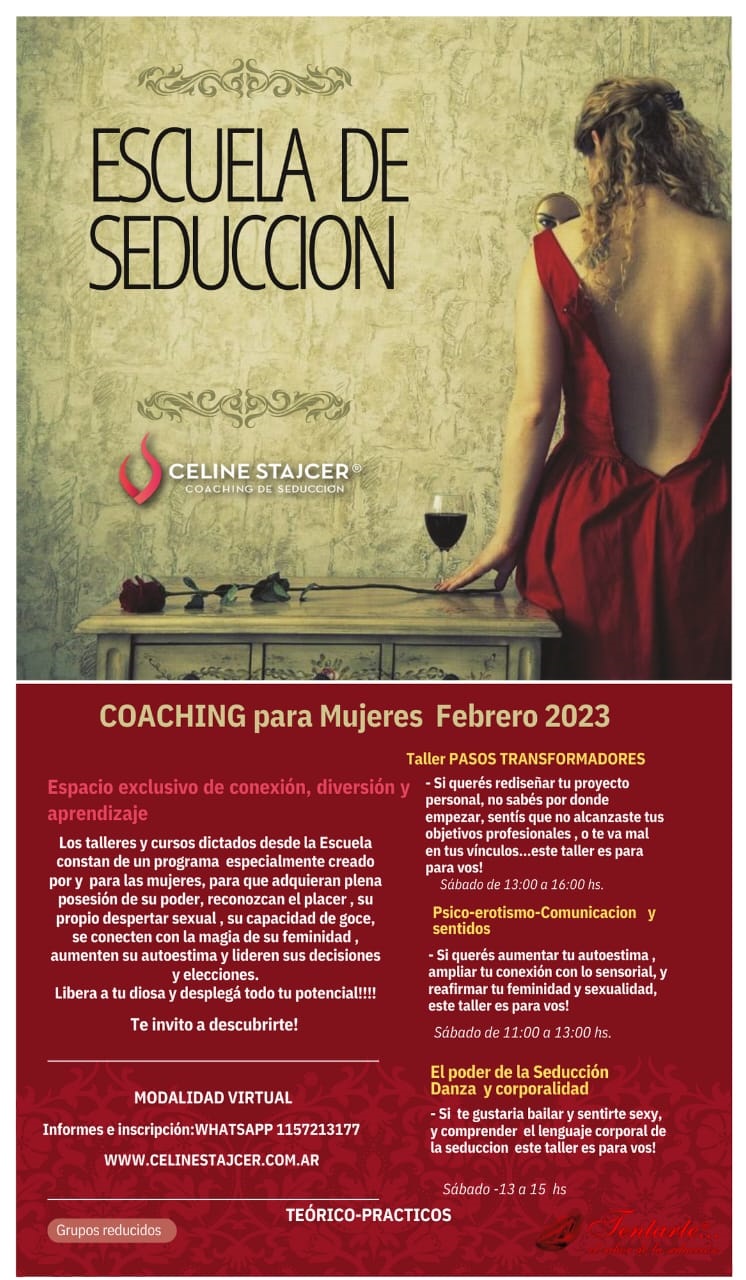 ESCUELA DE
SEDUCCION
CELINE STAJCER®
COACHING DE SEDUCCIÓN
COACHING para Mujeres Febrero 2023
Espacio exclusivo de conexión, diversión y
aprendizaje
Los talleres y cursos dictados desde la Escuela
constan de un programa especialmente creado
por y para las mujeres, para que adquieran plena
posesión de su poder, reconozcan el placer , su
propio despertar sexual , su capacidad de goce,
se conecten con la magia de su feminidad ,
aumenten su autoestima y lideren sus decisiones
y elecciones.
Libera a tu diosa y desplegá todo tu potencial!!!!
Te invito a descubrirte!
MODALIDAD VIRTUAL
Informes e inscripción:WHATSAPP 1157213177
WWW.CELINESTAJCER.COM.AR
Grupos reducidos
Taller PASOS TRANSFORMADORES
- Si querés rediseñar tu proyecto
personal, no sabés por donde
empezar, sentís que no alcanzaste tus
objetivos profesionales , o te va mal
en tus vínculos...este taller es para
para vos!
Sábado de 13:00 a 16:00 hs.
Psico-erotismo-Comunicacion y
sentidos
- Si querés aumentar tu autoestima ,
ampliar tu conexión con lo sensorial, y
reafirmar tu feminidad y sexualidad,
este taller es para vos!
Sábado de 11:00 a 13:00 hs.
El poder de la Seducción
Danza y corporalidad
- Si te gustaria bailar y sentirte sexy,
y comprender el lenguaje corporal de
la seduccion este taller es para vos!
Sábado -13 a 15 hs
TEÓRICO-PRACTICOS
Tentarte